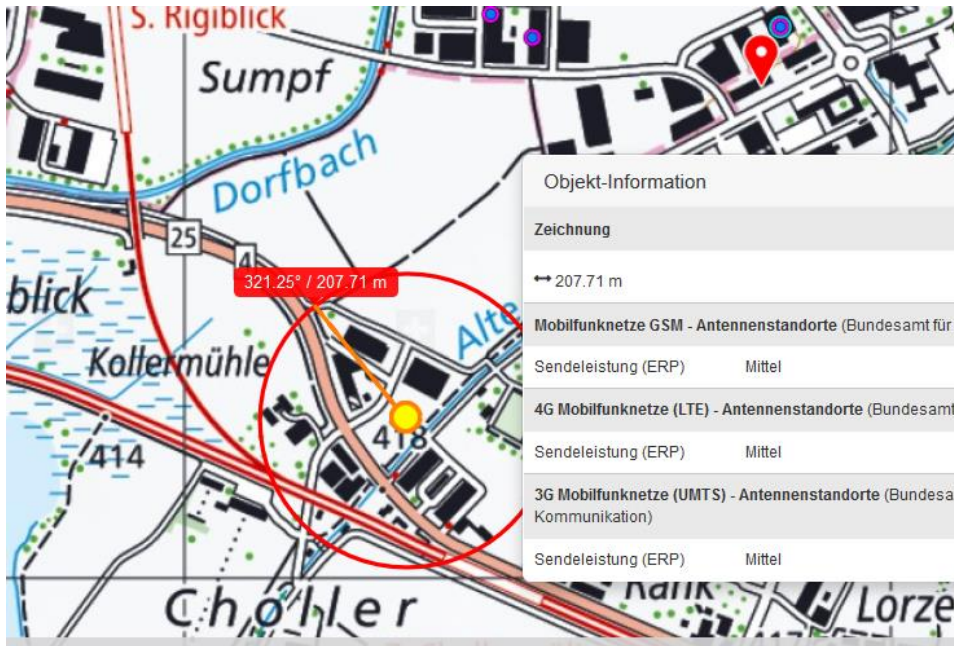 S. Rigiblick
Sumpf
Dorfbach
25
4
321.25° / 207.71 m
blick
Alte
Kollermühle
418
414
Choller
Rank
Lorze
Objekt-Information
Zeichnung
↔ 207.71 m
Mobilfunknetze GSM - Antennenstandorte (Bundesamt für
Sendeleistung (ERP) Mittel
4G Mobilfunknetze (LTE) - Antennenstandorte (Bundesamt
Sendeleistung (ERP) Mittel
3G Mobilfunknetze (UMTS) - Antennenstandorte (Bundesa
Kommunikation)
Sendeleistung (ERP) Mittel